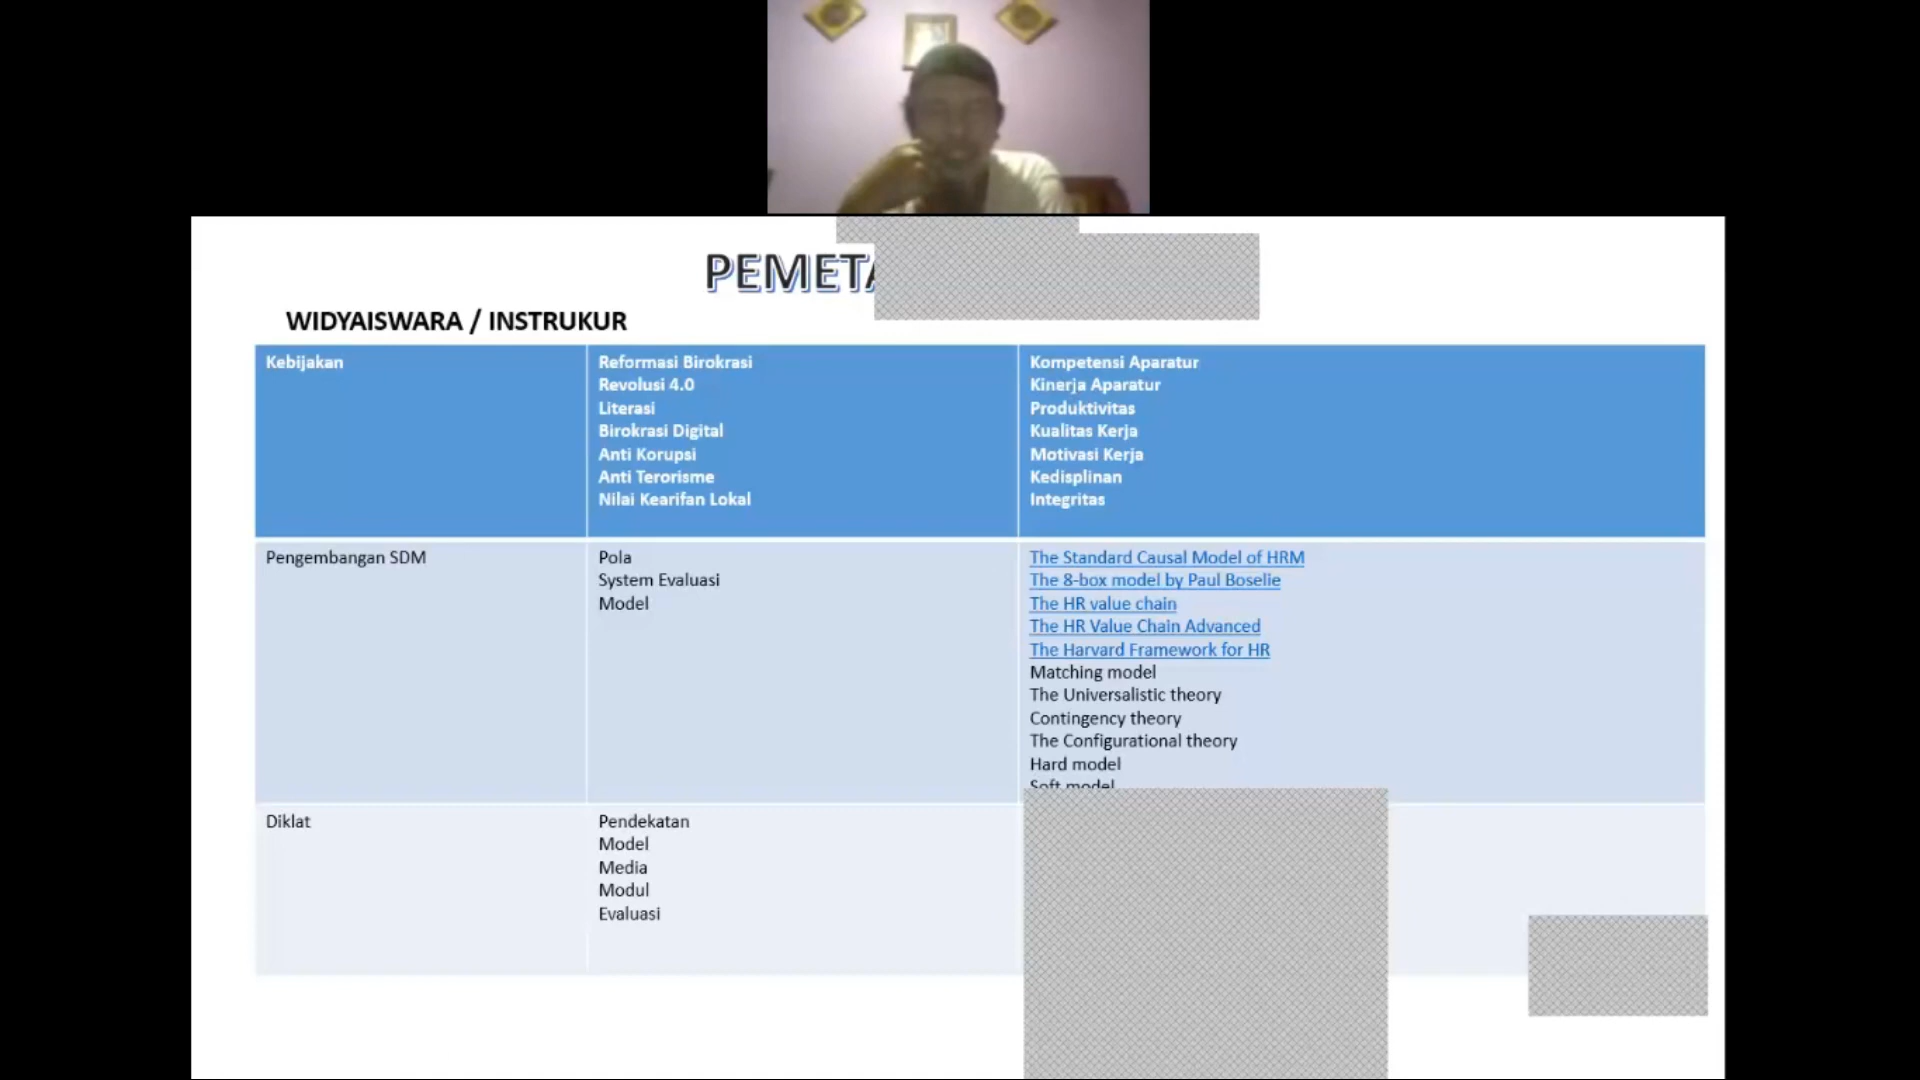 WIDYAISWARA / INSTRUKUR
Kebijakan
Reformasi Birokrasi
Revolusi 4.0
Literasi
Birokrasi Digital
Anti Korupsi
Anti Terorisme
Nilai Kearifan Lokal
Kompetensi Aparatur
Kinerja Aparatur
Produktivitas
Kualitas Kerja
Motivasi Kerja
Kedisplinan
Integritas
Pengembangan SDM
Pola
System Evaluasi
Model
The Standard Causal Model of HRM
The 8-box model by Paul Boselie
The HR value chain
The HR Value Chain Advanced
The Harvard Framework for HR
Matching model
The Universalistic theory
Contingency theory
The Configurational theory
Hard model
Soft model
Diklat
Pendekatan
Model
Media
Modul
Evaluasi